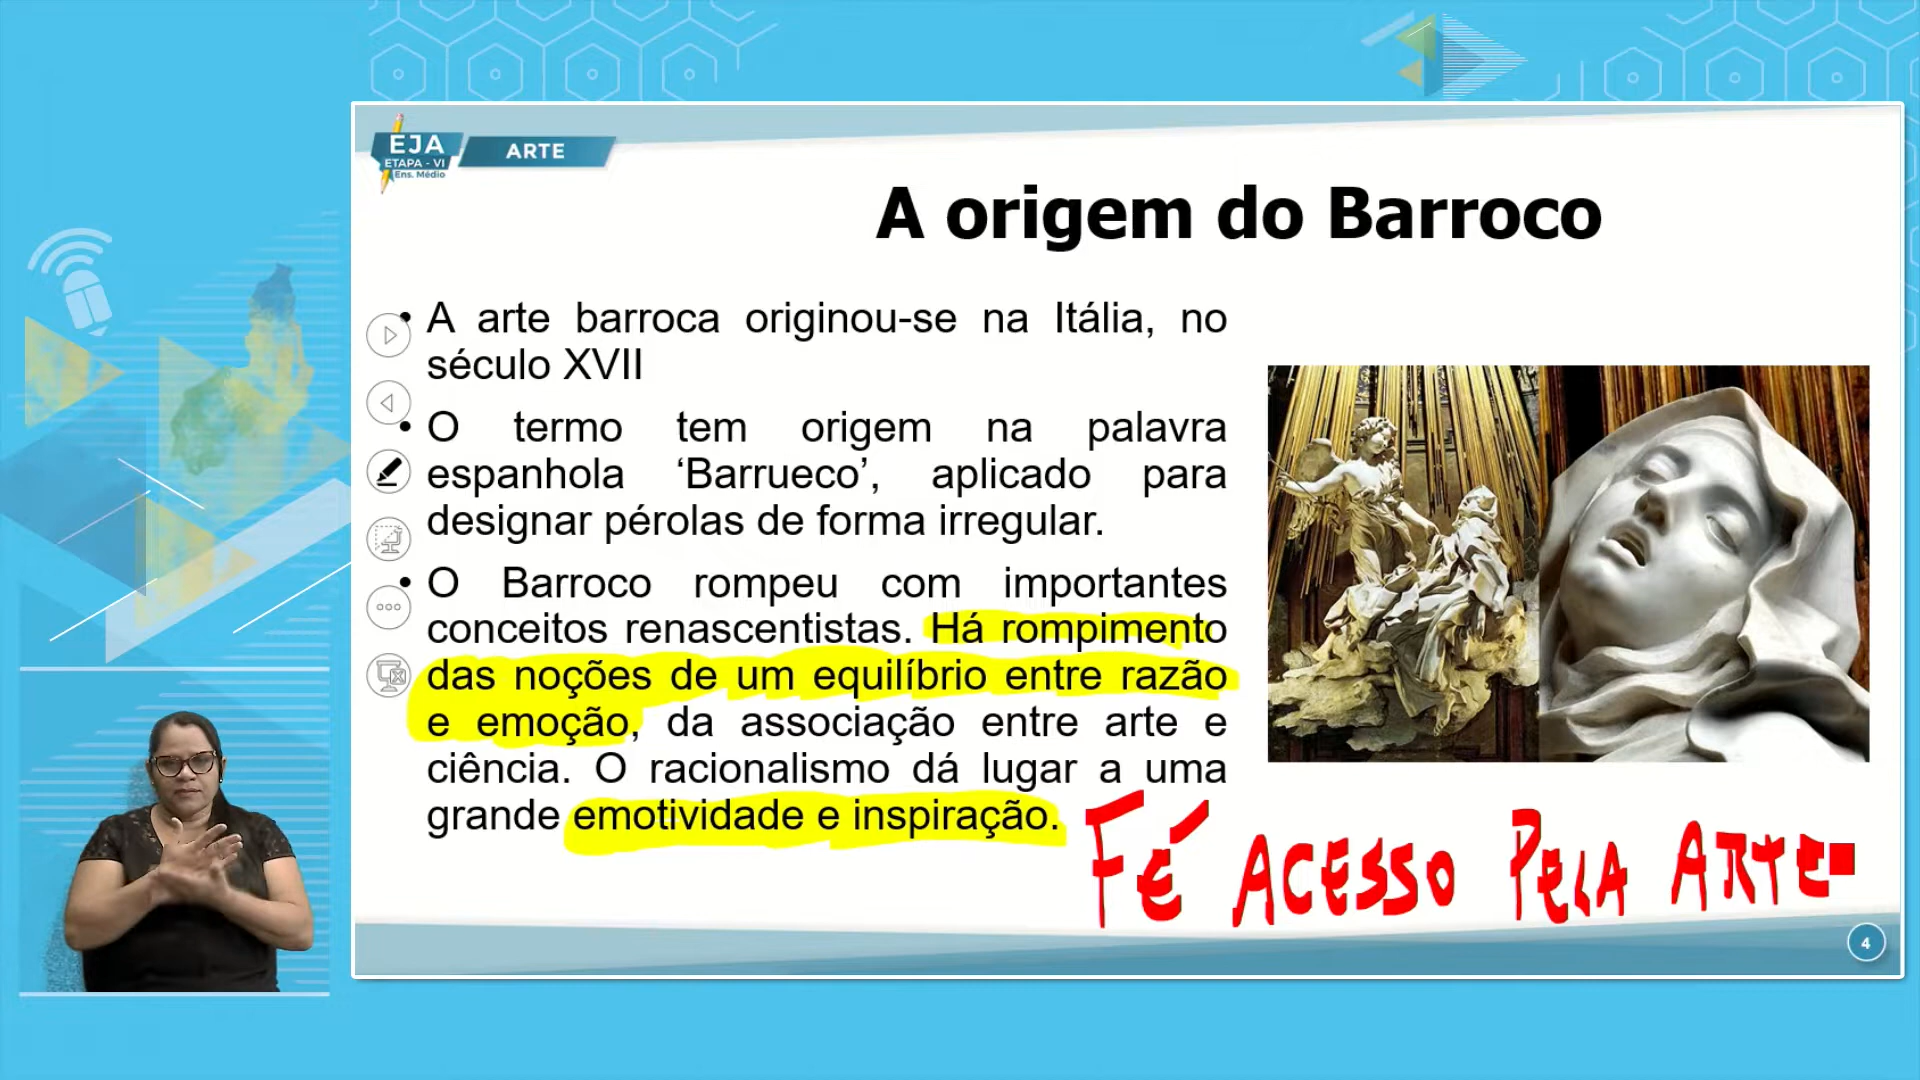 EJA
ETAPA - VI
Ens. Médio
ARTE
A origem do Barroco
• A arte barroca originou-se na Itália, no
século XVII
• O termo tem origem na palavra
espanhola ‘Barrueco’, aplicado para
designar pérolas de forma irregular.
• O Barroco rompeu com importantes
conceitos renascentistas. Há rompimento
das noções de um equilíbrio entre razão
e emoção, da associação entre arte e
ciência. O racionalismo dá lugar a uma
grande emotividade e inspiração.
FÉ ACESSO PELA ARTE
4